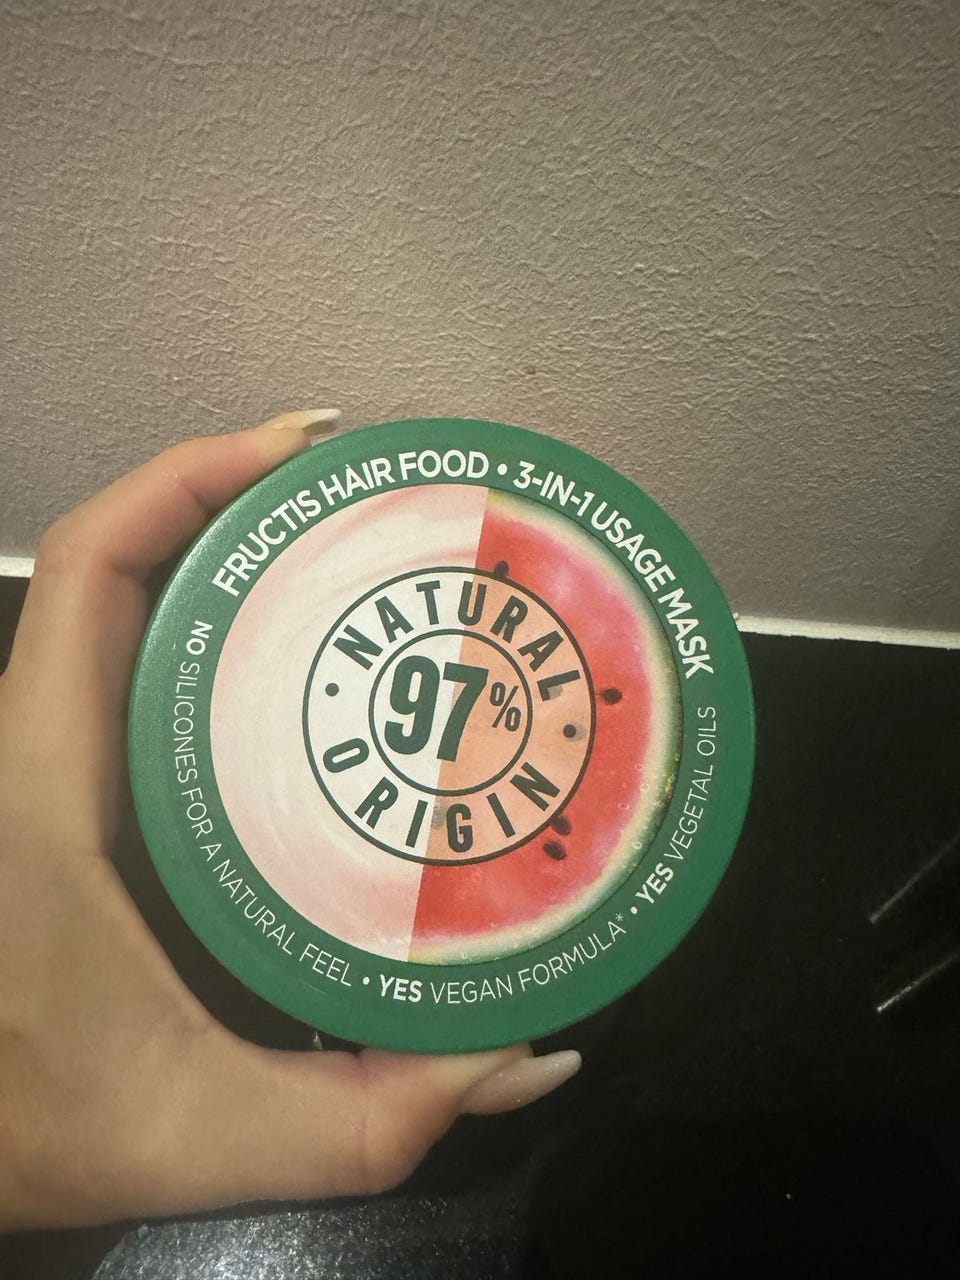 FRUCTIS HAIR FOOD • 3-IN-1 USAGE MASK
NO SILICONES FOR A NATURAL FEEL • YES VEGAN FORMULA* • YES VEGETAL OILS
• NATURAL •
97%
ORIGIN